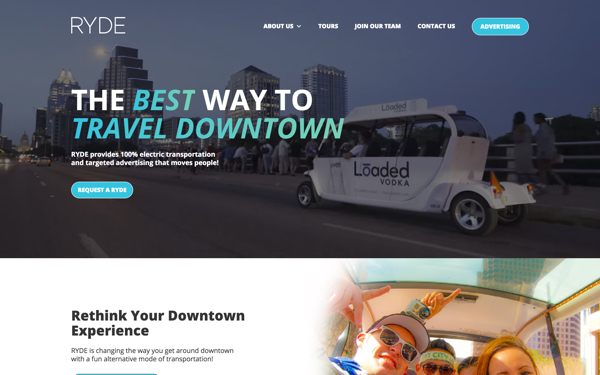 RYDE
ABOUT US
TOURS
JOIN OUR TEAM
CONTACT US
ADVERTISING
THE BEST WAY TO
TRAVEL DOWNTOWN
RYDE provides 100% electric transportation
and targeted advertising that moves people!
REQUEST A RYDE
Loaded
Lōaded
VODKA
Rethink Your Downtown
Experience
RYDE is changing the way you get around downtown
with a fun alternative mode of transportation!